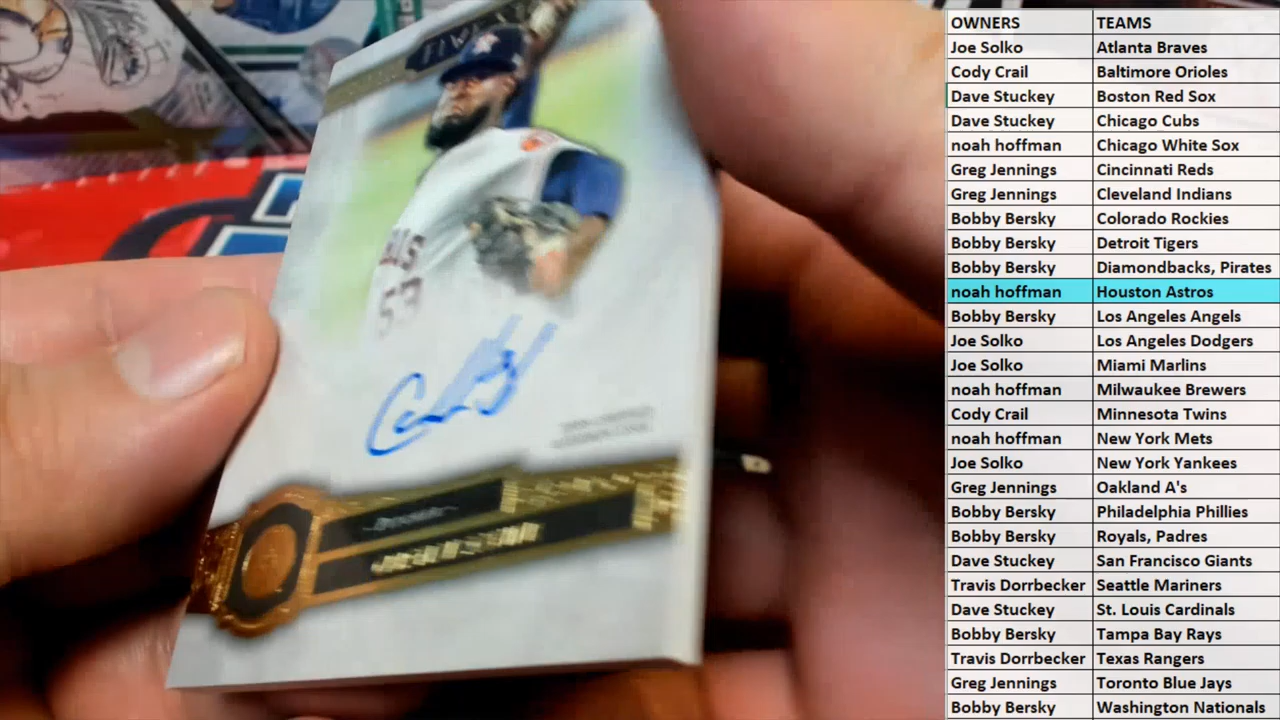 53
OWNERS TEAMS
Joe Solko Atlanta Braves
Cody Crail Baltimore Orioles
Dave Stuckey Boston Red Sox
Dave Stuckey Chicago Cubs
noah hoffman Chicago White Sox
Greg Jennings Cincinnati Reds
Greg Jennings Cleveland Indians
Bobby Bersky Colorado Rockies
Bobby Bersky Detroit Tigers
Bobby Bersky Diamondbacks, Pirates
noah hoffman Houston Astros
Bobby Bersky Los Angeles Angels
Joe Solko Los Angeles Dodgers
Joe Solko Miami Marlins
noah hoffman Milwaukee Brewers
Cody Crail Minnesota Twins
noah hoffman New York Mets
Joe Solko New York Yankees
Greg Jennings Oakland A's
Bobby Bersky Philadelphia Phillies
Bobby Bersky Royals, Padres
Dave Stuckey San Francisco Giants
Travis Dorrbecker Seattle Mariners
Dave Stuckey St. Louis Cardinals
Bobby Bersky Tampa Bay Rays
Travis Dorrbecker Texas Rangers
Greg Jennings Toronto Blue Jays
Bobby Bersky Washington Nationals